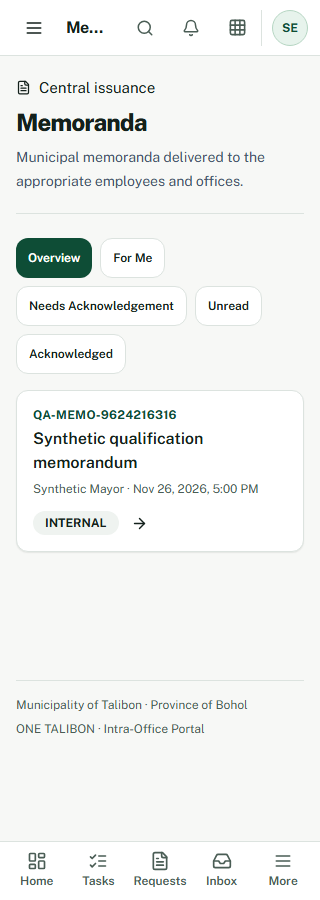 Me...
SE
Central issuance
Memoranda
Municipal memoranda delivered to the
appropriate employees and offices.
Overview
For Me
Needs Acknowledgement
Unread
Acknowledged
QA-MEMO-9624216316
Synthetic qualification
memorandum
Synthetic Mayor · Nov 26, 2026, 5:00 PM
INTERNAL
Municipality of Talibon · Province of Bohol
ONE TALIBON · Intra-Office Portal
Home
Tasks
Requests
Inbox
More